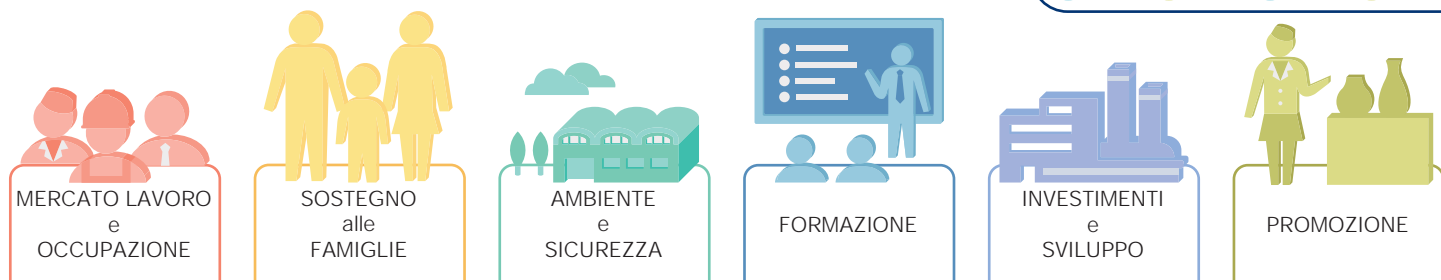 MERCATO LAVORO
e
OCCUPAZIONE
SOSTEGNO
alle
FAMIGLIE
AMBIENTE
e
SICUREZZA
FORMAZIONE
INVESTIMENTI
e
SVILUPPO
PROMOZIONE